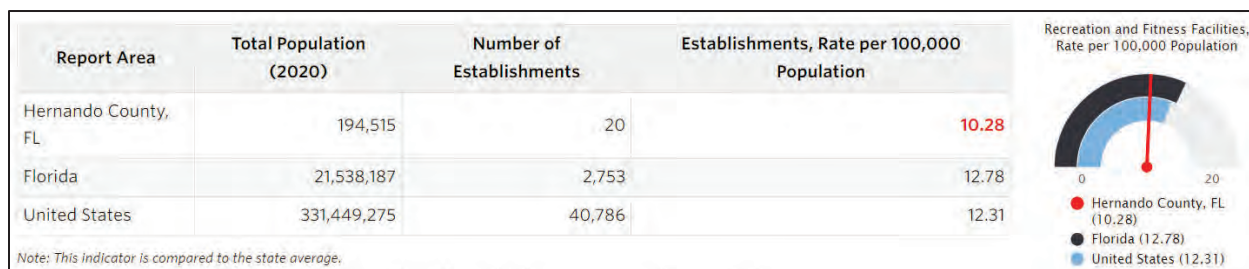 Report Area
Total Population
(2020)
Number of
Establishments
Establishments, Rate per 100,000
Population
Hernando County,
FL
194,515
20
10.28
Florida
21,538,187
2,753
12.78
United States
331,449,275
40,786
12.31
Note: This indicator is compared to the state average.
Recreation and Fitness Facilities,
Rate per 100,000 Population
0
20
Hernando County, FL
(10.28)
Florida (12.78)
United States (12.31)